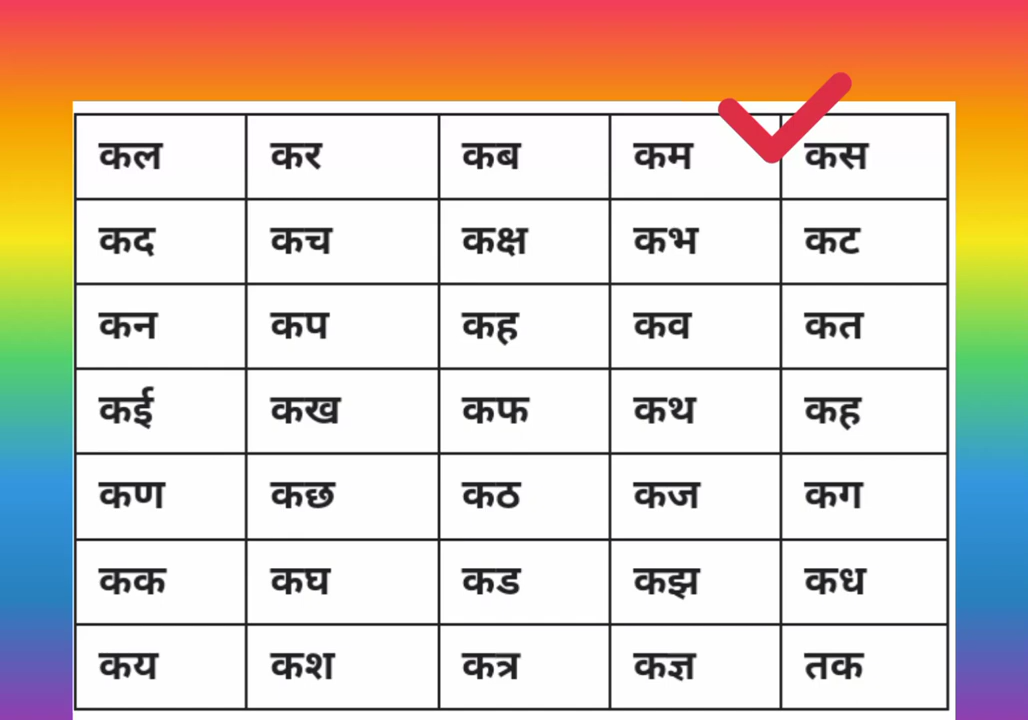 कल कर कब कम कस
कद कच कक्ष कभ कट
कन कप कह कव कत
कई कख कफ कथ कह
कण कछ कठ कज कग
कक कघ कड कझ कध
कय कश कत्र कज्ञ तक